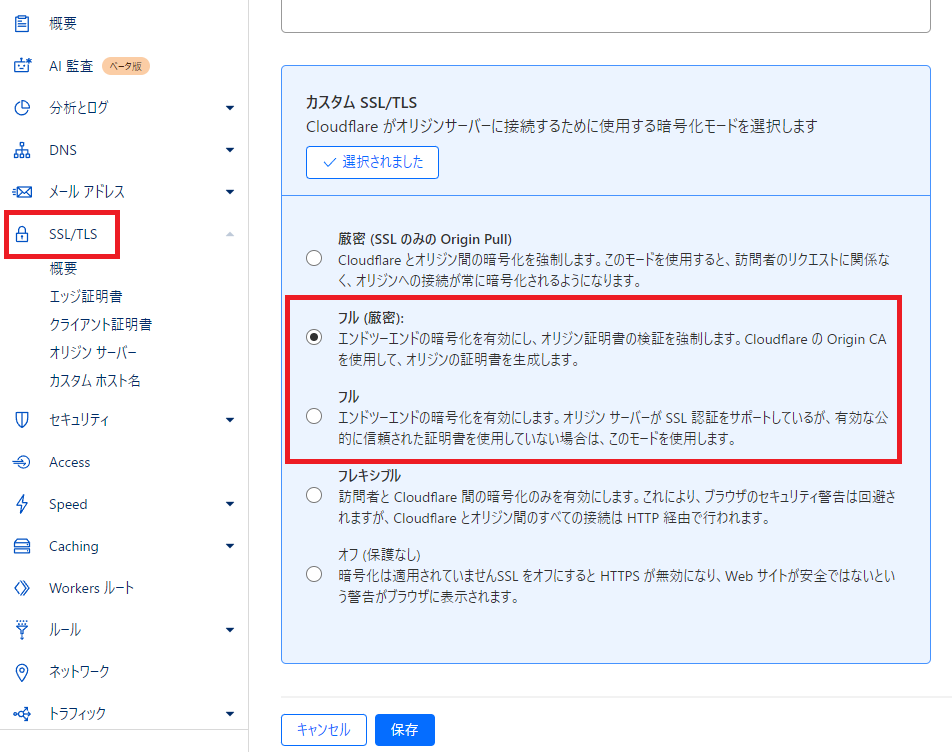 概要
AI 監査 ベータ版
分析とログ
DNS
メール アドレス
SSL/TLS
概要
エッジ証明書
クライアント証明書
オリジン サーバー
カスタム ホスト名
セキュリティ
Access
Speed
Caching
Workers ルート
ルール
ネットワーク
トラフィック
カスタム SSL/TLS
Cloudflare がオリジンサーバーに接続するために使用する暗号化モードを選択します
選択されました
厳密 (SSL のみの Origin Pull)
Cloudflare とオリジン間の暗号化を強制します。このモードを使用すると、訪問者のリクエストに関係な
く、オリジンへの接続が常に暗号化されるようになります。
フル (厳密):
エンドツーエンドの暗号化を有効にし、オリジン証明書の検証を強制します。Cloudflare の Origin CA
を使用して、オリジンの証明書を生成します。
フル
エンドツーエンドの暗号化を有効にします。オリジン サーバーが SSL 認証をサポートしているが、有効な公
的に信頼された証明書を使用していない場合は、このモードを使用します。
フレキシブル
訪問者と Cloudflare 間の暗号化のみを有効にします。これにより、ブラウザのセキュリティ警告は回避さ
れますが、Cloudflare とオリジン間のすべての接続は HTTP 経由で行われます。
オフ (保護なし)
暗号化は適用されていませんSSL をオフにすると HTTPS が無効になり、Web サイトが安全ではないとい
う警告がブラウザに表示されます。
キャンセル
保存